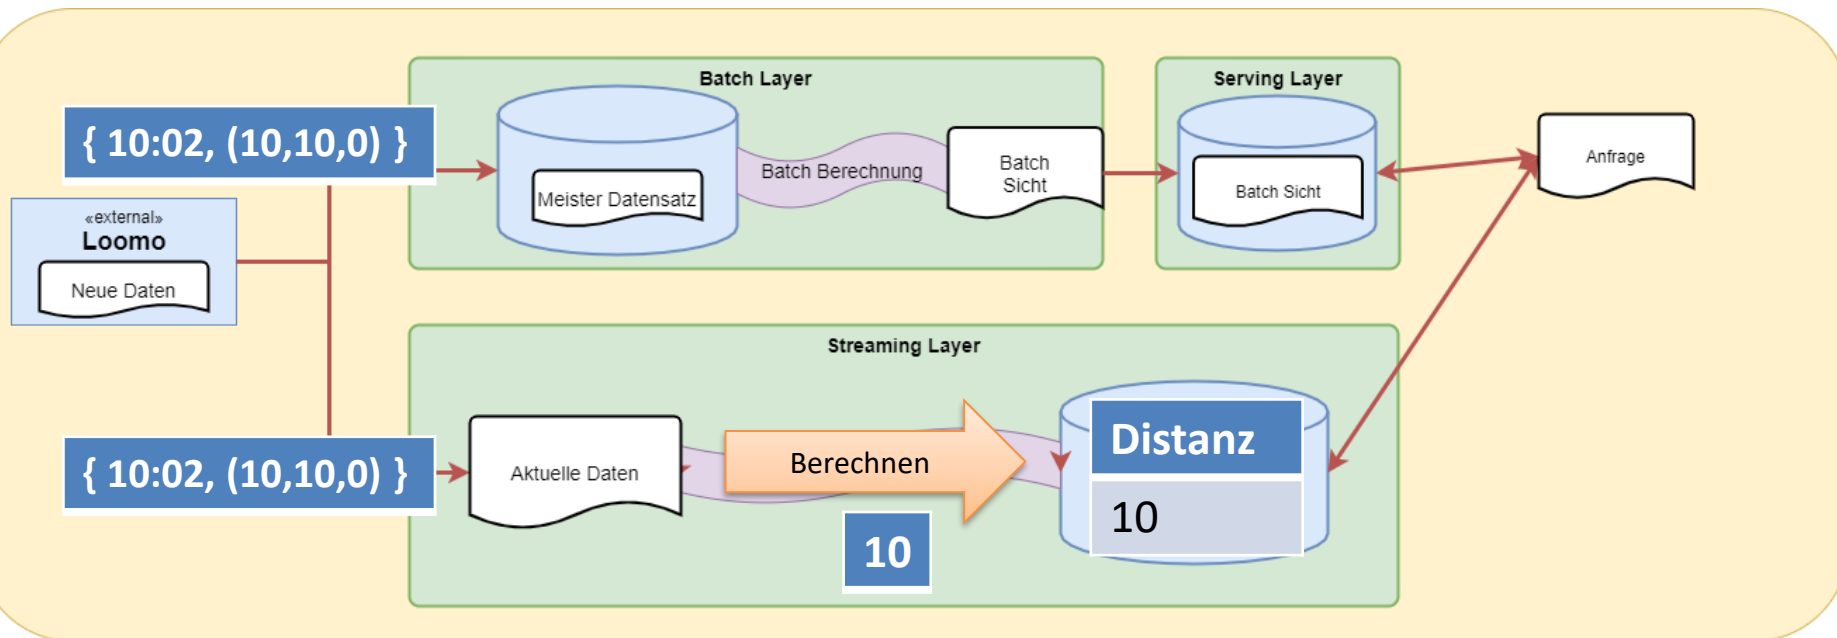 Batch Layer
Serving Layer
{ 10:02, (10,10,0) }
Meister Datensatz
Batch Berechnung
Batch
Sicht
Batch Sicht
Anfrage
«external»
Loomo
Neue Daten
Streaming Layer
{ 10:02, (10,10,0) }
Aktuelle Daten
Berechnen
10
Distanz
10